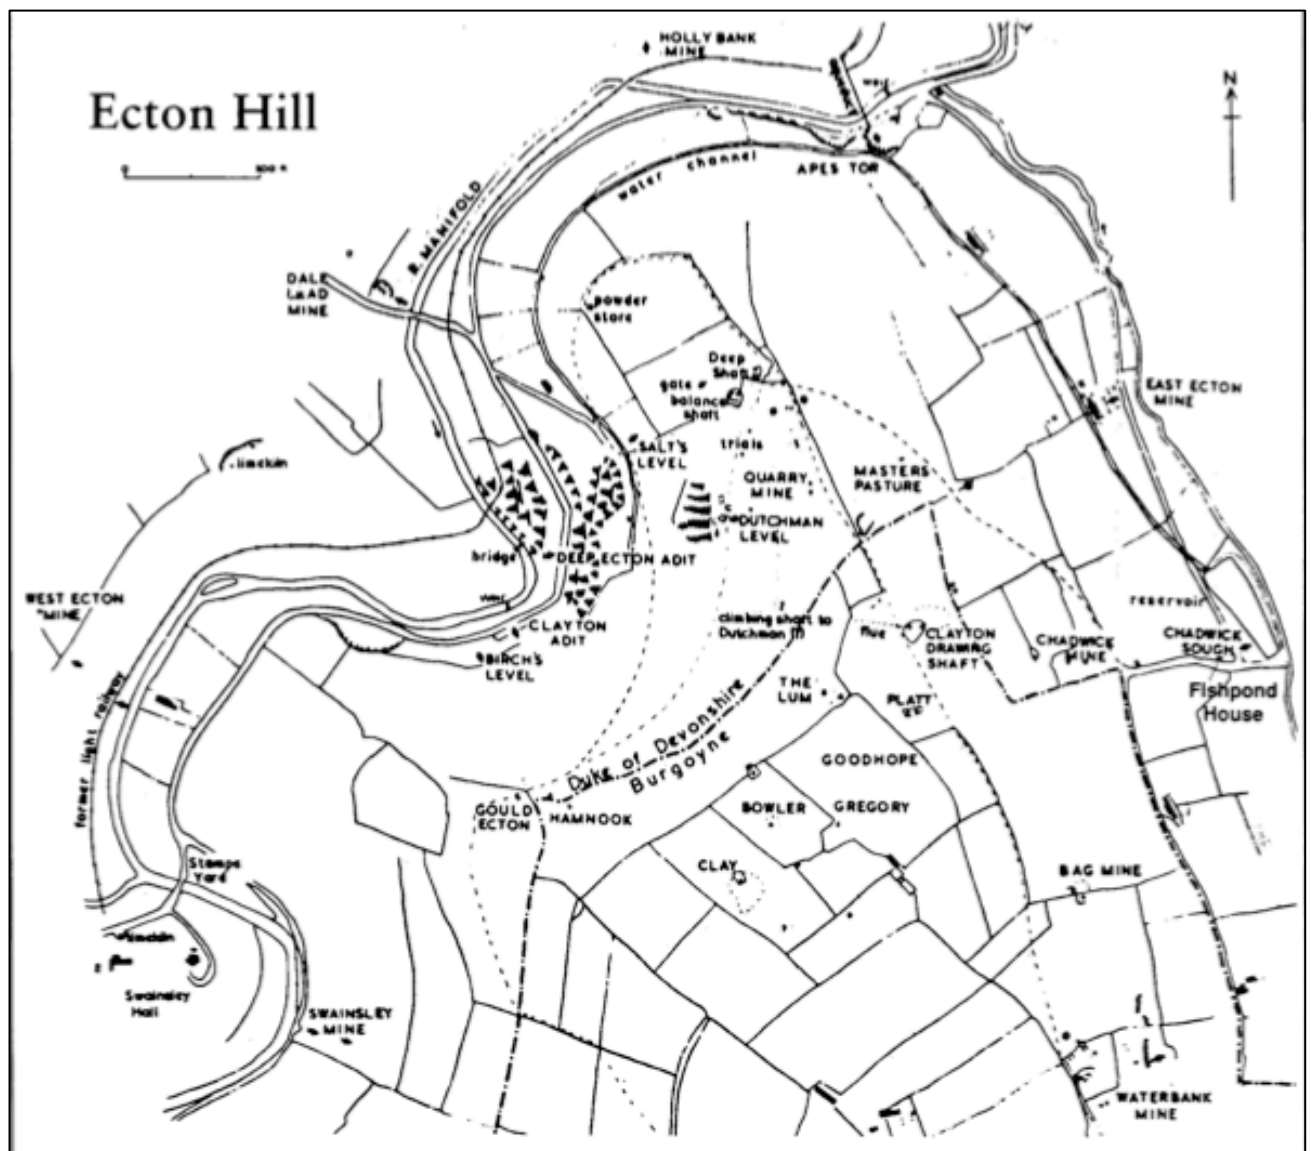 HOLLY BANK
MINE
Ecton Hill
N
0
weir
APES TOR
water channel
R. MANIFOLD
DALE
LEAD
MINE
powder
store
Deep
Shaft
gate
balance
shaft
EAST ECTON
MINE
SALT'S
LEVEL
trials
limekiln
QUARRY
MINE
MASTERS
PASTURE
DUTCHMAN
LEVEL
bridge
DEEP ECTON ADIT
WEST ECTON
MINE
weir
CLAYTON
ADIT
BIRCH'S
LEVEL
climbing shaft to
Dutchman (?)
flue
CLAYTON
DRAWING
SHAFT
CHADWICK
MINE
reservoir
CHADWICK
SOUGH
THE
LUM
PLATT
Fishpond
House
former light railway
Duke of Devonshire
Burgoyne
GOODHOPE
GOULD
ECTON
HAMNOOK
BOWLER
GREGORY
Stamps
Yard
CLAY
BAG MINE
limekiln
Swainsley
Hall
SWAINSLEY
MINE
WATERBANK
MINE